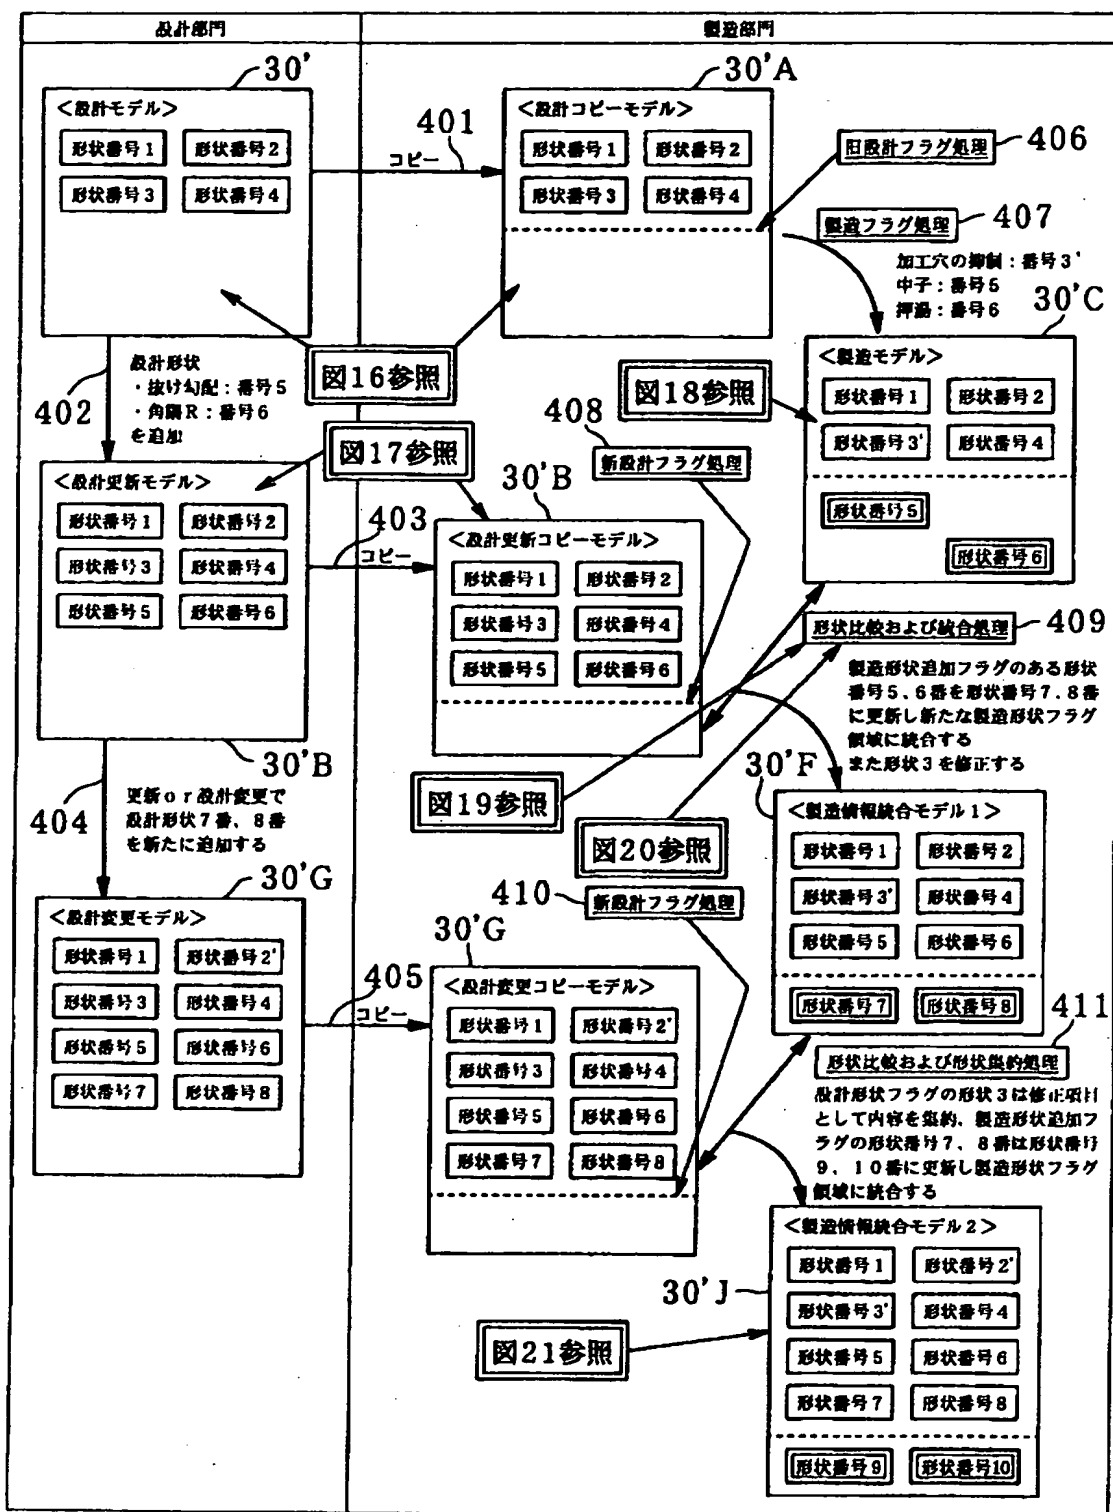 設計部門
製造部門
30'
<設計モデル>
形状番号1 形状番号2
形状番号3 形状番号4
401
コピー
30'A
<設計コピーモデル>
形状番号1 形状番号2
形状番号3 形状番号4
旧設計フラグ処理
406
製造フラグ処理
407
加工穴の抑制:番号3'
中子:番号5
押湯:番号6
30'C
<製造モデル>
形状番号1 形状番号2
形状番号3' 形状番号4
形状番号5
形状番号6
図16参照
図18参照
402
設計形状
・抜け勾配:番号5
・角隅R:番号6
を追加
図17参照
408
新設計フラグ処理
<設計更新モデル>
形状番号1 形状番号2
形状番号3 形状番号4
形状番号5 形状番号6
30'B
403
コピー
30'B
<設計更新コピーモデル>
形状番号1 形状番号2
形状番号3 形状番号4
形状番号5 形状番号6
形状比較および統合処理
409
製造形状追加フラグのある形状
番号5、6番を形状番号7、8番
に更新し新たな製造形状フラグ
領域に統合する
また形状3を修正する
図19参照
図20参照
404
更新or設計変更で
設計形状7番、8番
を新たに追加する
30'F
<製造情報統合モデル1>
形状番号1 形状番号2
形状番号3' 形状番号4
形状番号5 形状番号6
形状番号7 形状番号8
410
新設計フラグ処理
30'G
<設計変更モデル>
形状番号1 形状番号2'
形状番号3 形状番号4
形状番号5 形状番号6
形状番号7 形状番号8
405
コピー
30'G
<設計変更コピーモデル>
形状番号1 形状番号2'
形状番号3 形状番号4
形状番号5 形状番号6
形状番号7 形状番号8
411
形状比較および形状集約処理
設計形状フラグの形状3は修正項目
として内容を集約、製造形状追加フ
ラグの形状番号7、8番は形状番号
9、10番に更新し製造形状フラグ
領域に統合する
30'J
<製造情報統合モデル2>
形状番号1 形状番号2'
形状番号3' 形状番号4
形状番号5 形状番号6
形状番号7 形状番号8
形状番号9 形状番号10
図21参照